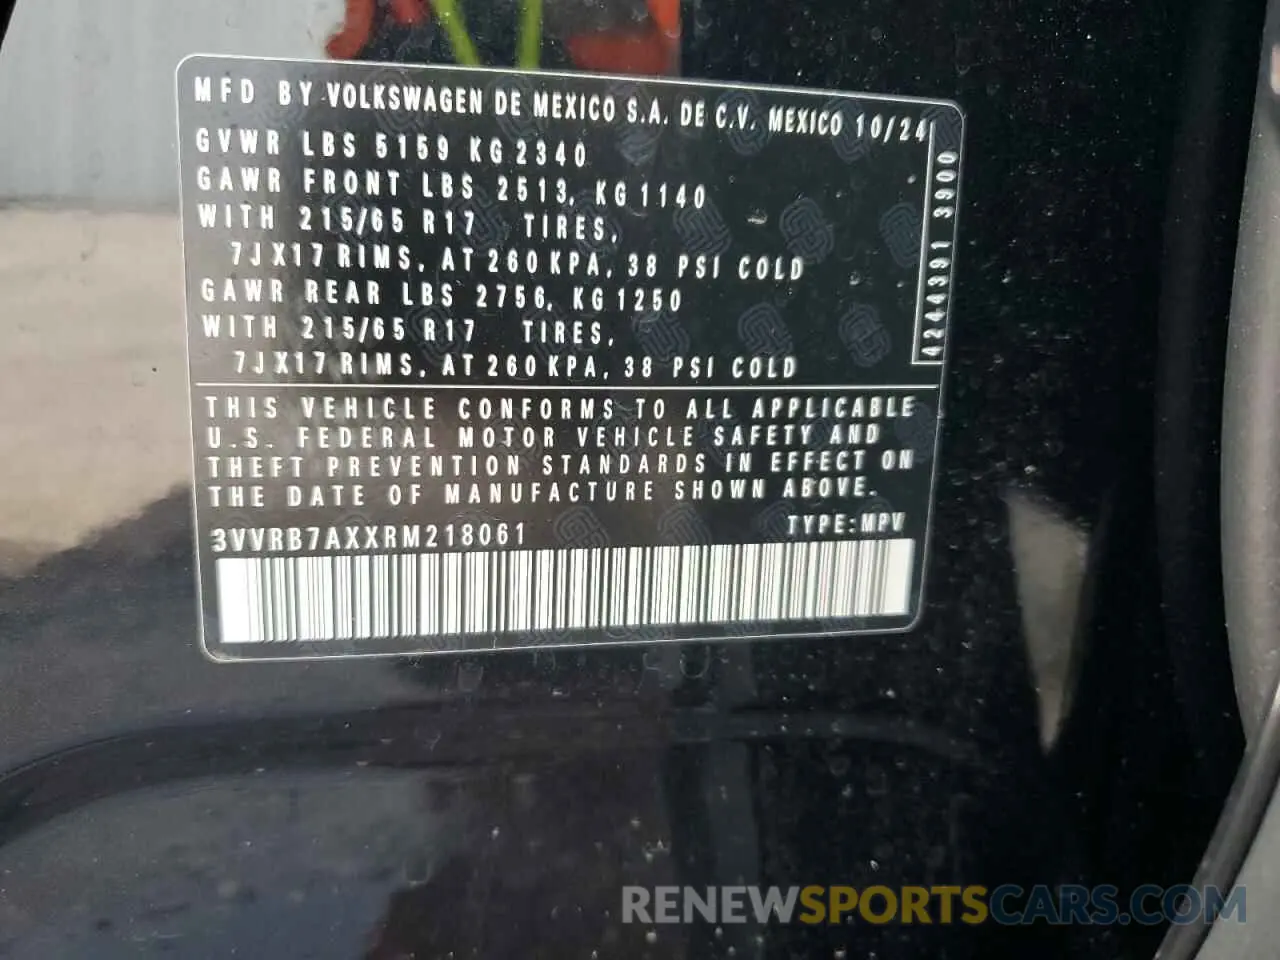 MFD BY VOLKSWAGEN DE MEXICO S.A. DE C.V. MEXICO 10/24
GVWR LBS 5159 KG 2340
GAWR FRONT LBS 2513, KG 1140
WITH 215/65 R17 TIRES,
7JX17 RIMS, AT 260 KPA, 38 PSI COLD
GAWR REAR LBS 2756, KG 1250
WITH 215/65 R17 TIRES,
7JX17 RIMS, AT 260 KPA, 38 PSI COLD
4244391 3900
THIS VEHICLE CONFORMS TO ALL APPLICABLE
U.S. FEDERAL MOTOR VEHICLE SAFETY AND
THEFT PREVENTION STANDARDS IN EFFECT ON
THE DATE OF MANUFACTURE SHOWN ABOVE.
3VVRB7AXXRM218061 TYPE:MPV
RENEWSPORTSCARS.COM